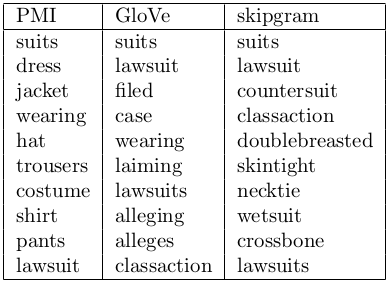 PMI GloVe skipgram
suits suits suits
dress lawsuit lawsuit
jacket filed countersuit
wearing case classaction
hat wearing doublebreasted
trousers laiming skintight
costume lawsuits necktie
shirt alleging wetsuit
pants alleges crossbone
lawsuit classaction lawsuits